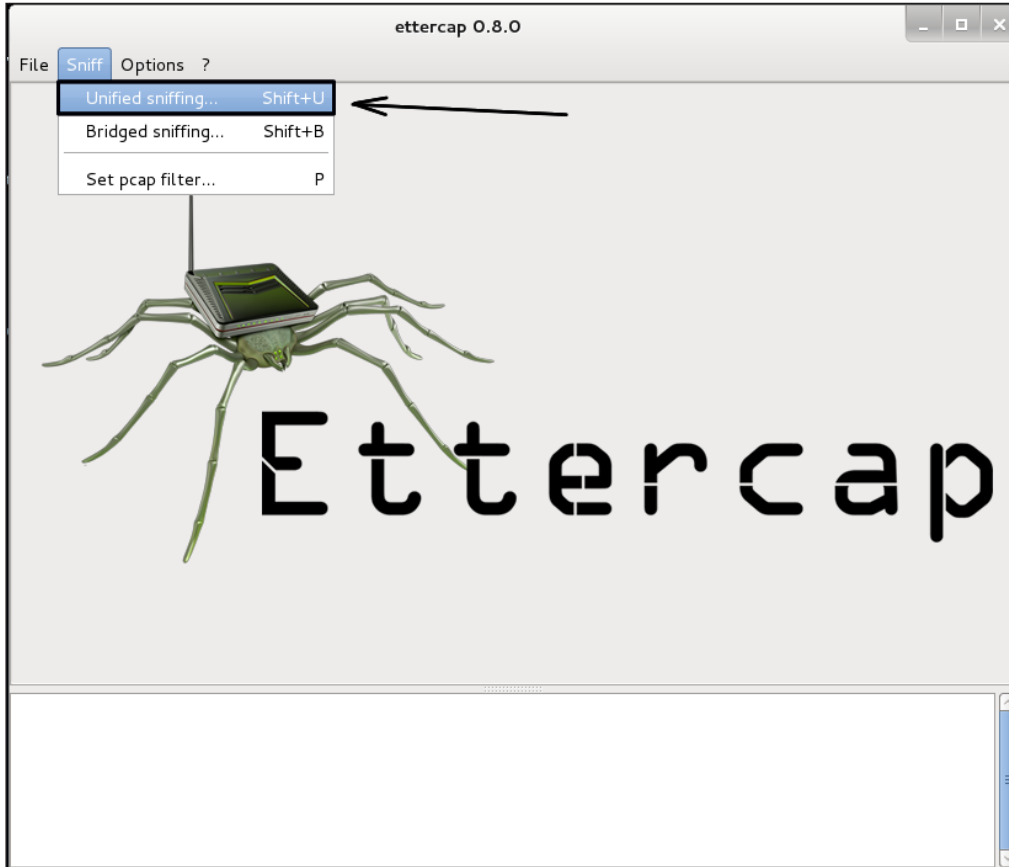 ettercap 0.8.0
File Sniff Options ?
Unified sniffing... Shift+U
Bridged sniffing... Shift+B
Set pcap filter... P
Ettercap